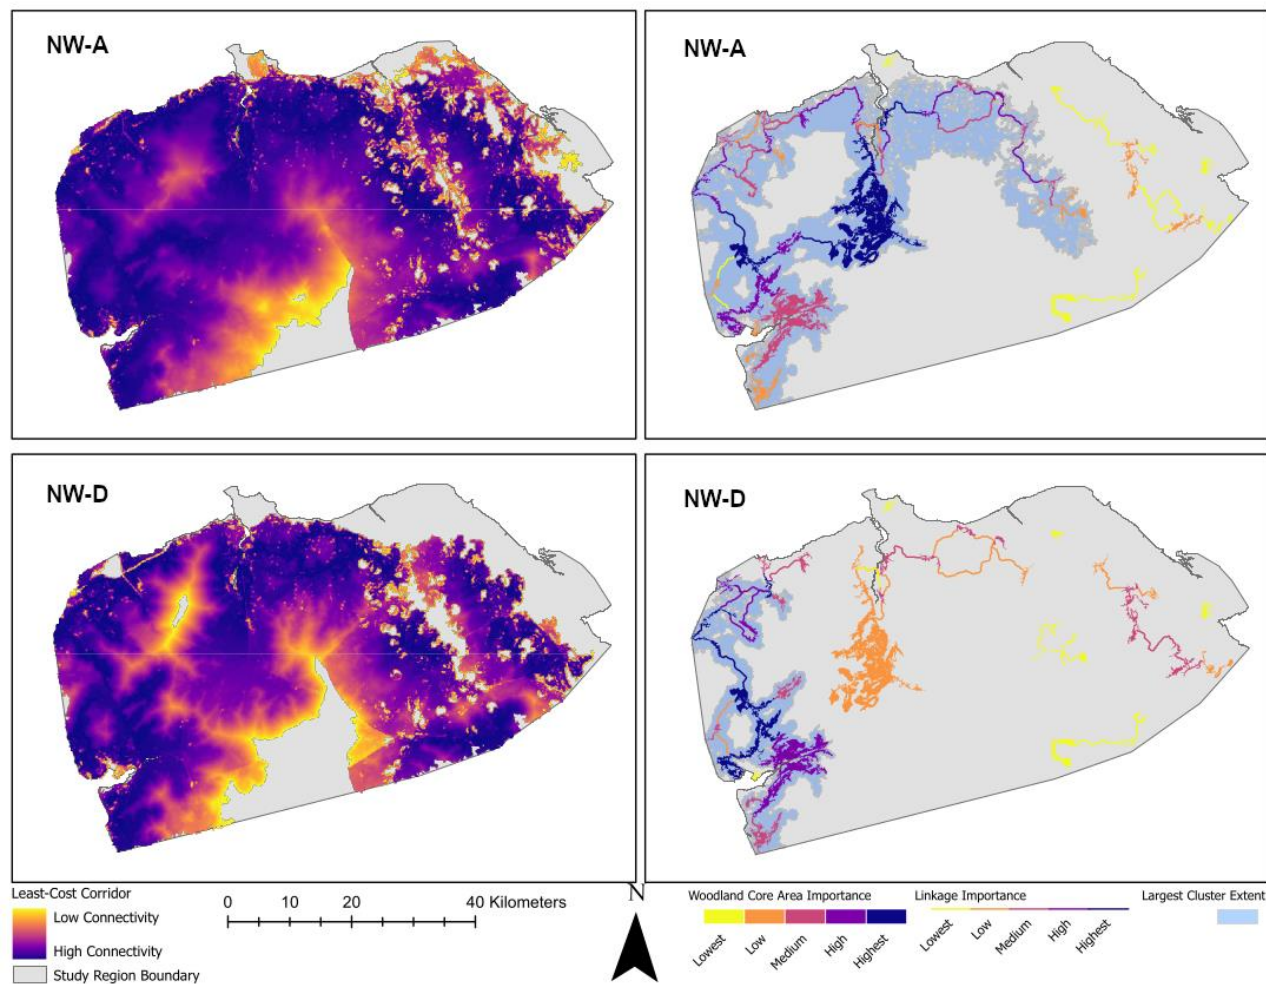 NW-A
NW-A
NW-D
NW-D
Least-Cost Corridor
Low Connectivity
High Connectivity
Study Region Boundary
0 10 20 40 Kilometers
N
Woodland Core Area Importance
Lowest
Low
Medium
High
Highest
Linkage Importance
Lowest
Low
Medium
High
Highest
Largest Cluster Extent